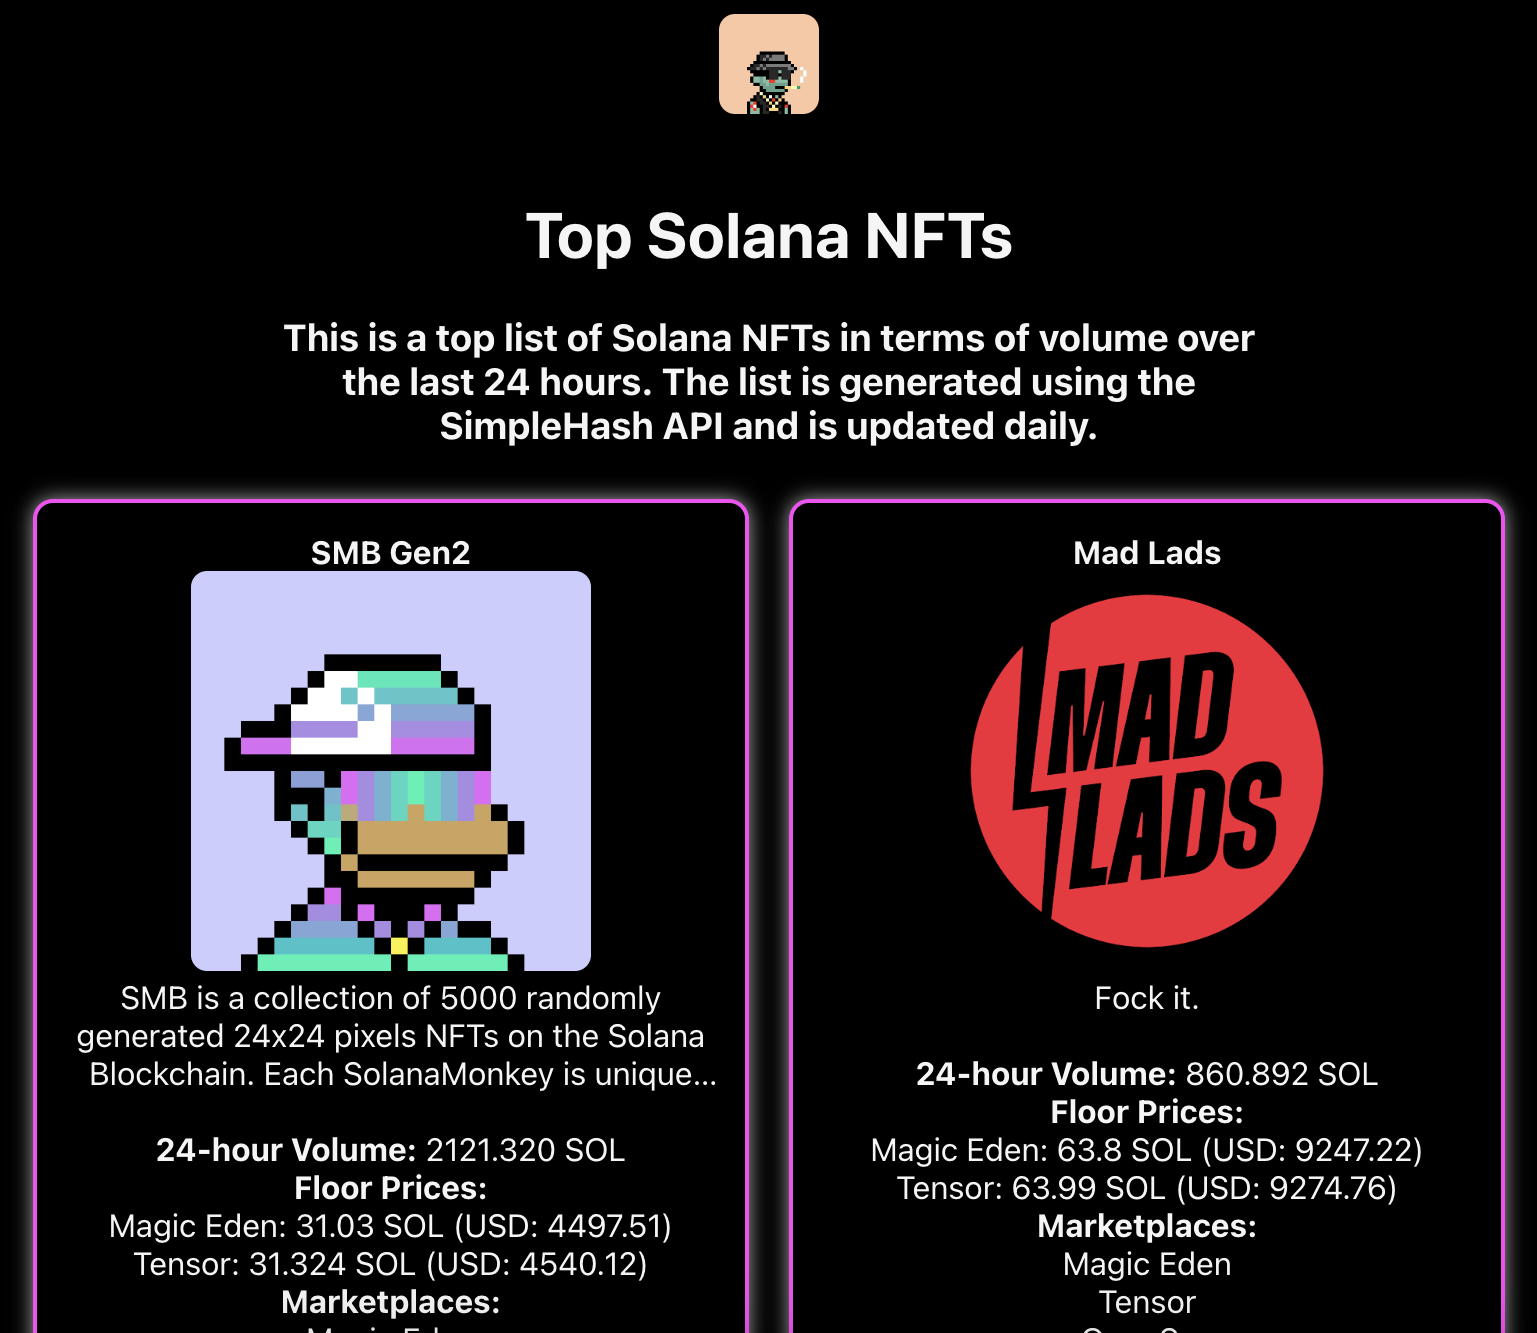 Top Solana NFTs
This is a top list of Solana NFTs in terms of volume over
the last 24 hours. The list is generated using the
SimpleHash API and is updated daily.
SMB Gen2
SMB is a collection of 5000 randomly
generated 24x24 pixels NFTs on the Solana
Blockchain. Each SolanaMonkey is unique...
24-hour Volume: 2121.320 SOL
Floor Prices:
Magic Eden: 31.03 SOL (USD: 4497.51)
Tensor: 31.324 SOL (USD: 4540.12)
Marketplaces:
Mad Lads
MAD
LADS
Fock it.
24-hour Volume: 860.892 SOL
Floor Prices:
Magic Eden: 63.8 SOL (USD: 9247.22)
Tensor: 63.99 SOL (USD: 9274.76)
Marketplaces:
Magic Eden
Tensor